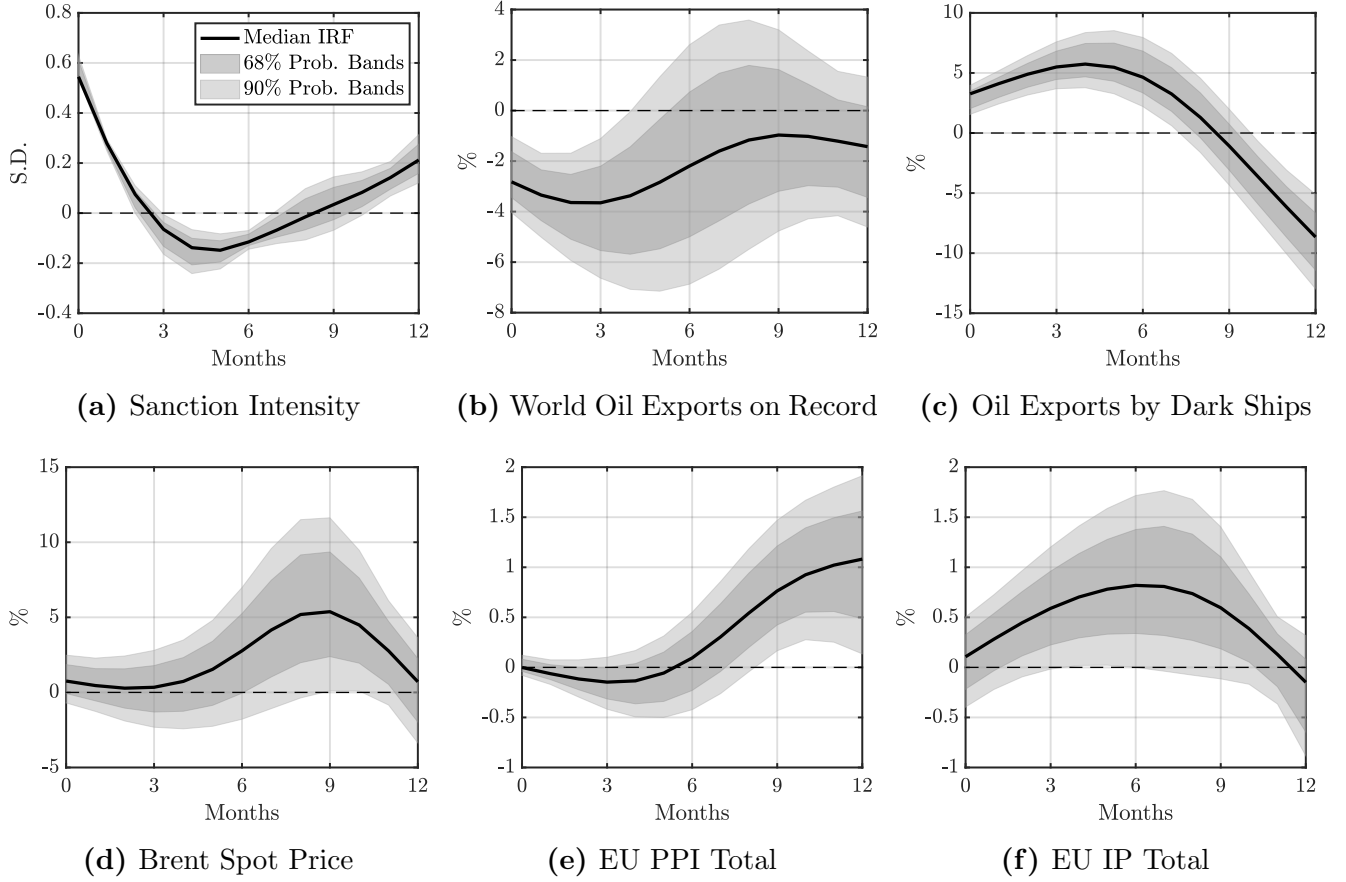 0.8
0.6
0.4
0.2
0
-0.2
-0.4
S.D.
Median IRF
68% Prob. Bands
90% Prob. Bands
0 3 6 9 12
Months
(a) Sanction Intensity
4
2
0
-2
-4
-6
-8
%
0 3 6 9 12
Months
(b) World Oil Exports on Record
10
5
0
-5
-10
-15
%
0 3 6 9 12
Months
(c) Oil Exports by Dark Ships
15
10
5
0
-5
%
0 3 6 9 12
Months
(d) Brent Spot Price
2
1.5
1
0.5
0
-0.5
-1
%
0 3 6 9 12
Months
(e) EU PPI Total
2
1.5
1
0.5
0
-0.5
-1
%
0 3 6 9 12
Months
(f) EU IP Total